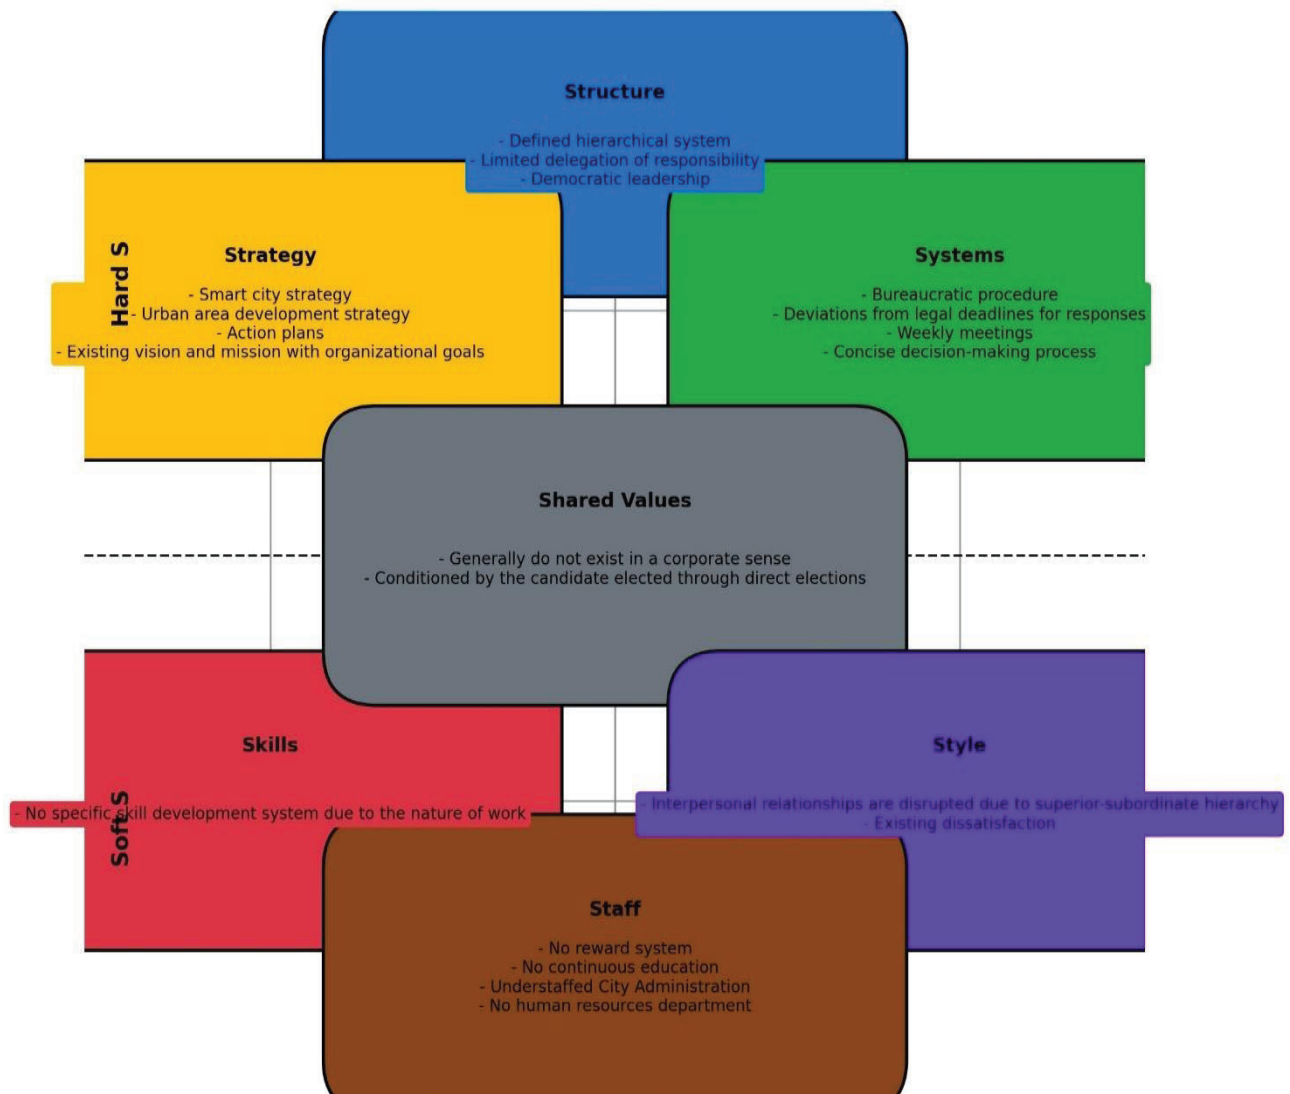 Structure
- Defined hierarchical system
- Limited delegation of responsibility
- Democratic leadership
Hard S
Strategy
- Smart city strategy
- Urban area development strategy
- Action plans
- Existing vision and mission with organizational goals
Systems
- Bureaucratic procedure
- Deviations from legal deadlines for responses
- Weekly meetings
- Concise decision-making process
Shared Values
- Generally do not exist in a corporate sense
- Conditioned by the candidate elected through direct elections
Soft S
Skills
- No specific skill development system due to the nature of work
Style
- Interpersonal relationships are disrupted due to superior-subordinate hierarchy
- Existing dissatisfaction
Staff
- No reward system
- No continuous education
- Understaffed City Administration
- No human resources department